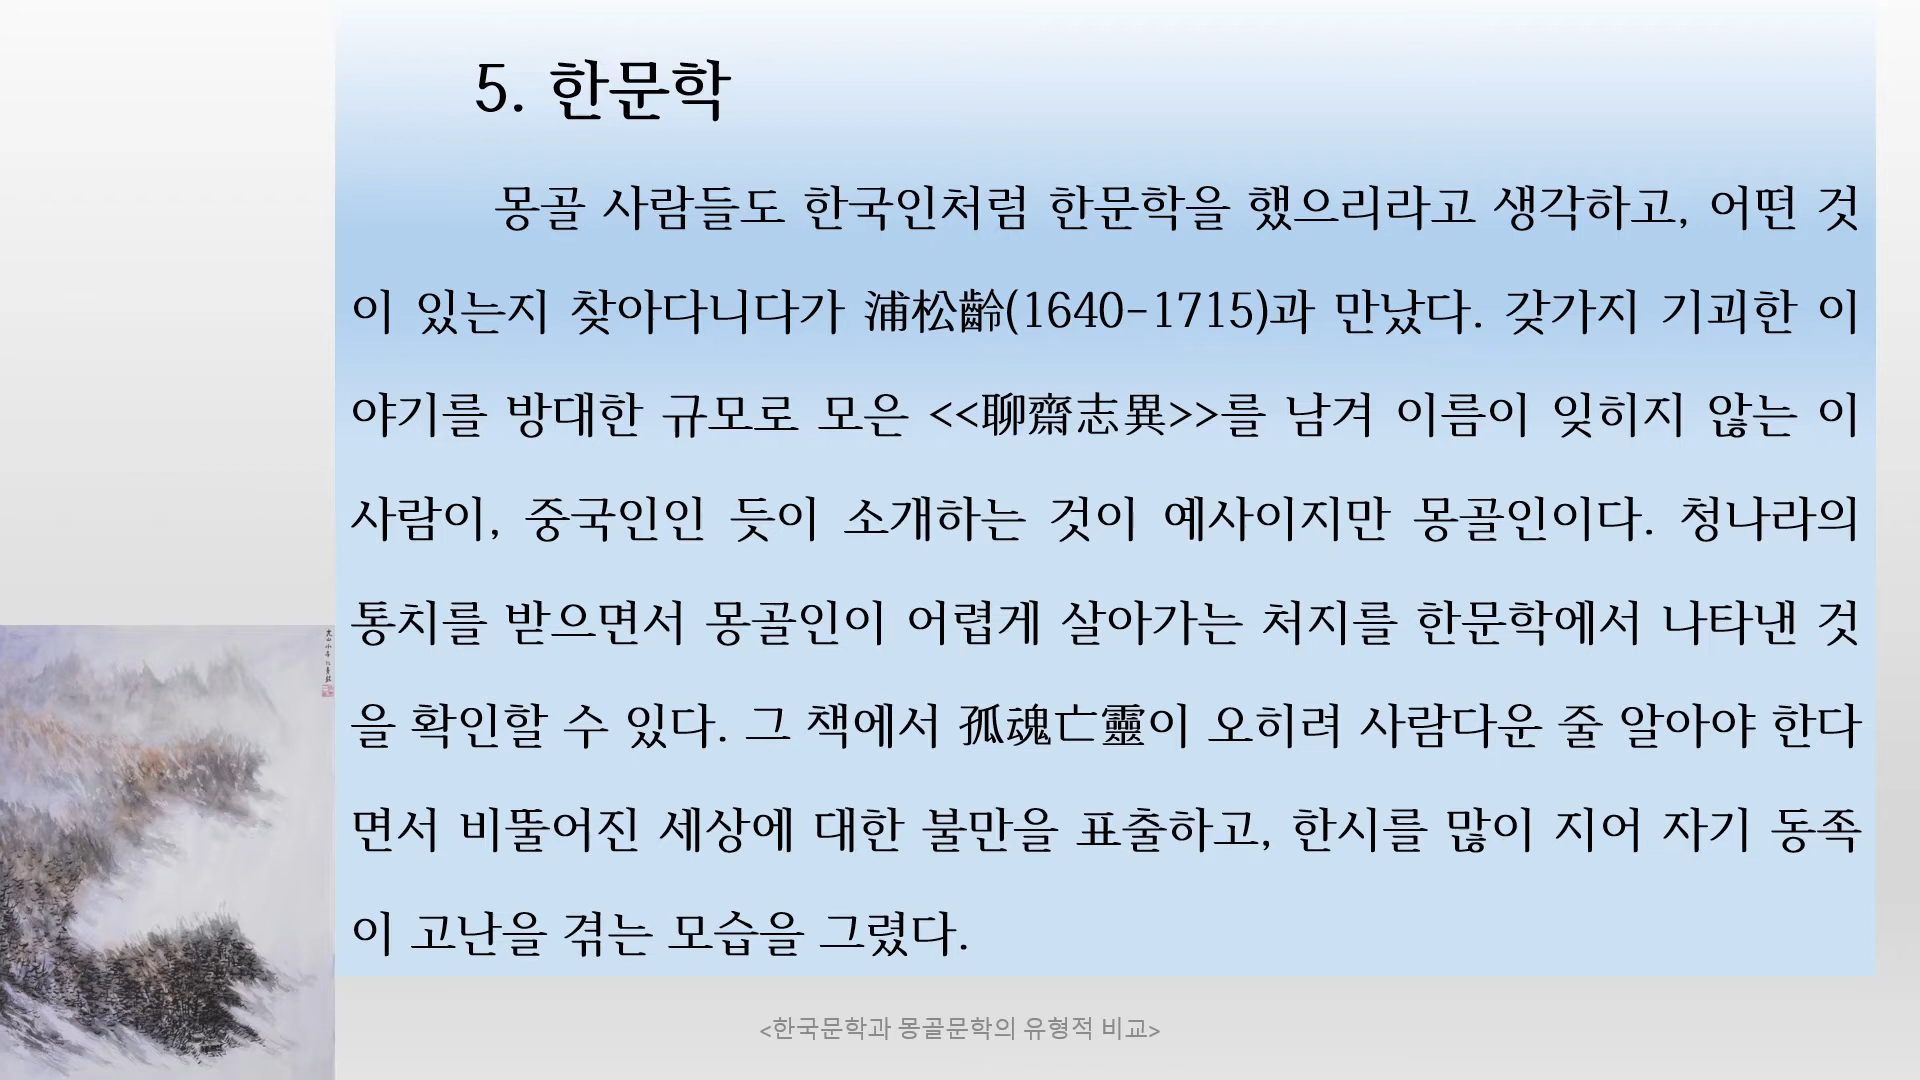 5. 한문학
몽골 사람들도 한국인처럼 한문학을 했으리라고 생각하고, 어떤 것
이 있는지 찾아다니다가 浦松齡(1640-1715)과 만났다. 갖가지 기괴한 이
야기를 방대한 규모로 모은 <<聊齋志異>>를 남겨 이름이 잊히지 않는 이
사람이, 중국인인 듯이 소개하는 것이 예사이지만 몽골인이다. 청나라의
통치를 받으면서 몽골인이 어렵게 살아가는 처지를 한문학에서 나타낸 것
을 확인할 수 있다. 그 책에서 孤魂亡靈이 오히려 사람다운 줄 알아야 한다
면서 비뚤어진 세상에 대한 불만을 표출하고, 한시를 많이 지어 자기 동족
이 고난을 겪는 모습을 그렸다.
<한국문학과 몽골문학의 유형적 비교>